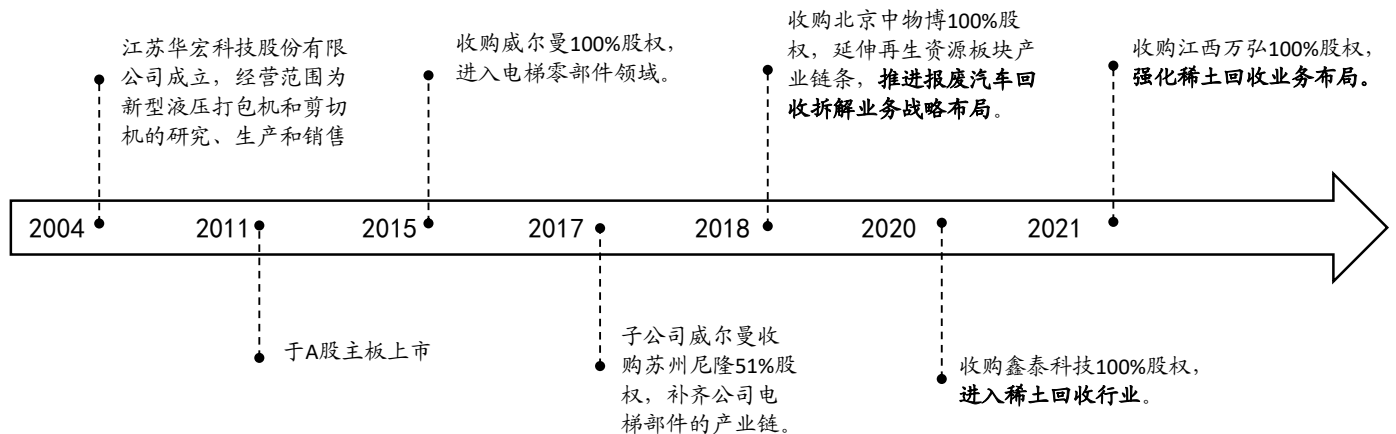 江苏华宏科技股份有限
公司成立，经营范围为
新型液压打包机和剪切
机的研究、生产和销售
收购威尔曼100%股权，
进入电梯零部件领域。
收购北京中物博100%股
权，延伸再生资源板块产
业链条，推进报废汽车回
收拆解业务战略布局。
收购江西万弘100%股权，
强化稀土回收业务布局。
2004
2011
2015
2017
2018
2020
2021
于A股主板上市
子公司威尔曼收
购苏州尼隆51%股
权，补齐公司电
梯部件的产业链。
收购鑫泰科技100%股权，
进入稀土回收行业。